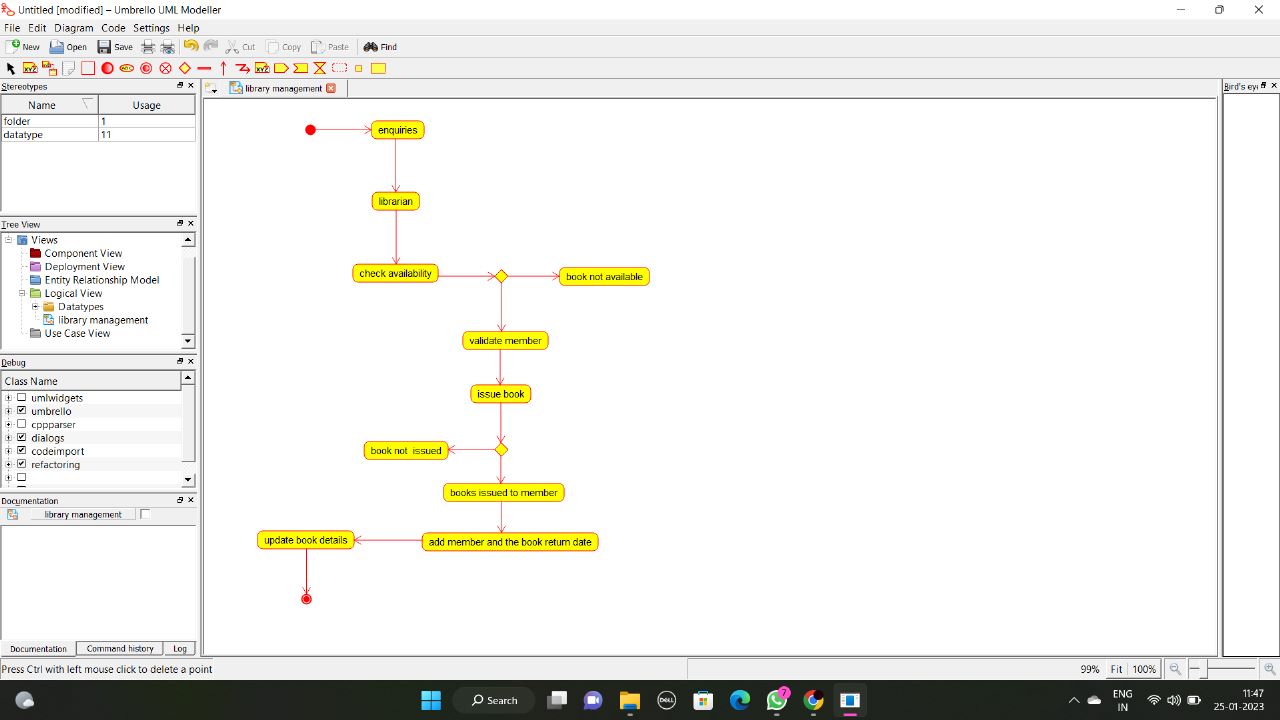 Untitled [modified] – Umbrello UML Modeller
File Edit Diagram Code Settings Help
New Open Save Cut Copy Paste Find
Stereotypes
Name Usage
folder 1
datatype 11
Tree View
Views
Component View
Deployment View
Entity Relationship Model
Logical View
Datatypes
library management
Use Case View
Debug
Class Name
umlwidgets
umbrello
cppparser
dialogs
codeimport
refactoring
Documentation
library management
Documentation Command history Log
library management
enquiries
librarian
check availability
book not available
validate member
issue book
book not issued
books issued to member
update book details
add member and the book return date
Bird's eye
Press Ctrl with left mouse click to delete a point
99% Fit 100%
Search
DELL
7
ENG
IN
11:47
25-01-2023